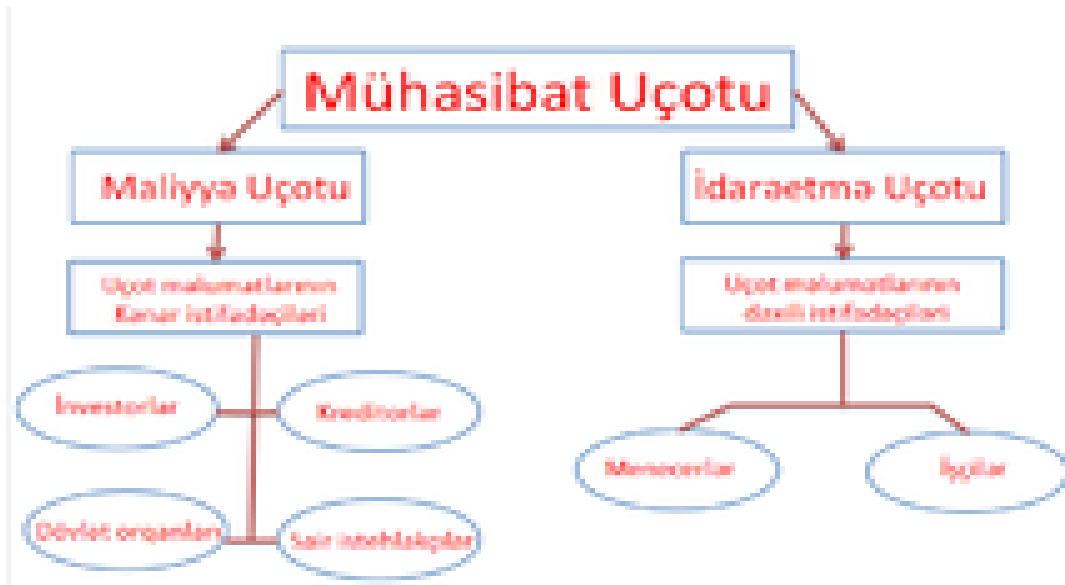 Mühasibat Uçotu
Maliyyə Uçotu
İdarəetmə Uçotu
Uçot məlumatlarının
Kənar istifadəçiləri
Uçot məlumatlarının
daxili istifadəçiləri
İnvestorlar
Kreditorlar
Menecerlər
İşçilər
Dövlət orqanları
Sair istehlakçılar